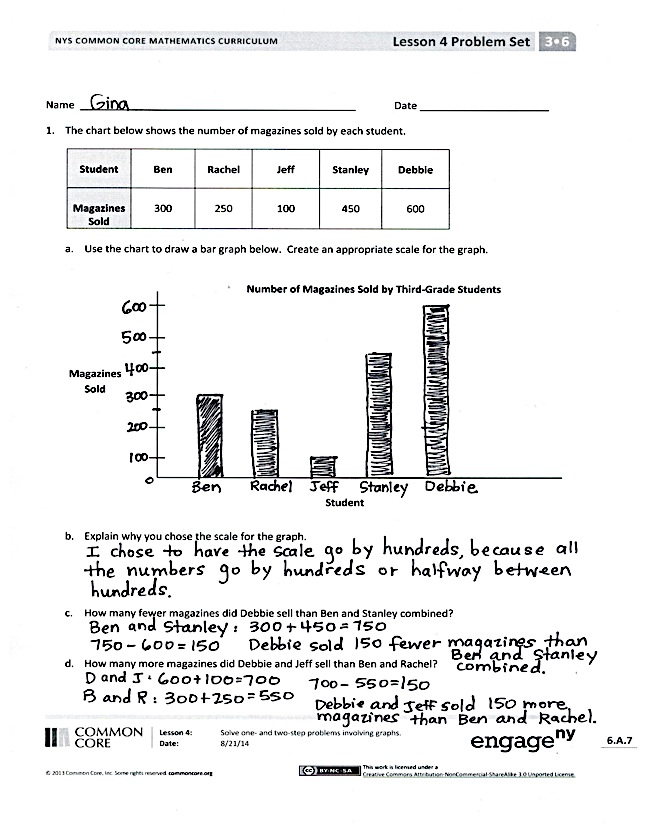 NYS COMMON CORE MATHEMATICS CURRICULUM Lesson 4 Problem Set 3•6
Name Gina Date
1. The chart below shows the number of magazines sold by each student.
Student Ben Rachel Jeff Stanley Debbie
Magazines Sold 300 250 100 450 600
a. Use the chart to draw a bar graph below. Create an appropriate scale for the graph.
Number of Magazines Sold by Third-Grade Students
600
500
Magazines 400
Sold
300
200
100
0
Ben Rachel Jeff Stanley Debbie
Student
b. Explain why you chose the scale for the graph.
I chose to have the scale go by hundreds, because all
the numbers go by hundreds or halfway between
hundreds.
c. How many fewer magazines did Debbie sell than Ben and Stanley combined?
Ben and Stanley: 300+450=750
750-600=150 Debbie sold 150 fewer magazines than
Ben and Stanley
combined.
d. How many more magazines did Debbie and Jeff sell than Ben and Rachel?
D and J: 600+100=700 700-550=150
B and R: 300+250=550
Debbie and Jeff sold 150 more
magazines than Ben and Rachel.
COMMON CORE
Lesson 4: Solve one- and two-step problems involving graphs.
Date: 8/21/14
engage ny
6.A.7
© 2013 Common Core, Inc. Some rights reserved. commoncore.org
CC BY-NC-SA
This work is licensed under a
Creative Commons Attribution-NonCommercial-ShareAlike 3.0 Unported License.